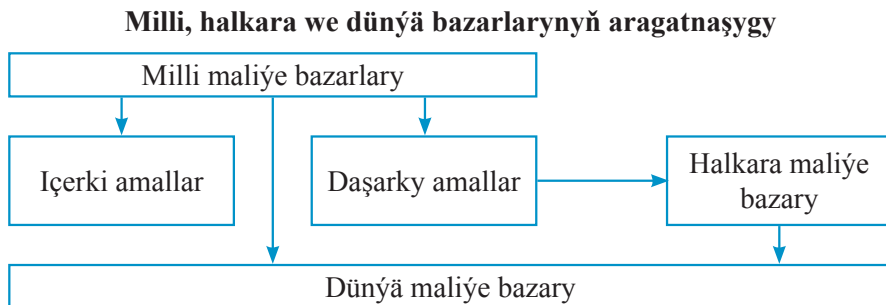 Milli, halkara we dünýä bazarlarynyň aragatnaşygy
Milli maliýe bazarlary
Içerki amallar
Daşarky amallar
Halkara maliýe
bazary
Dünýä maliýe bazary